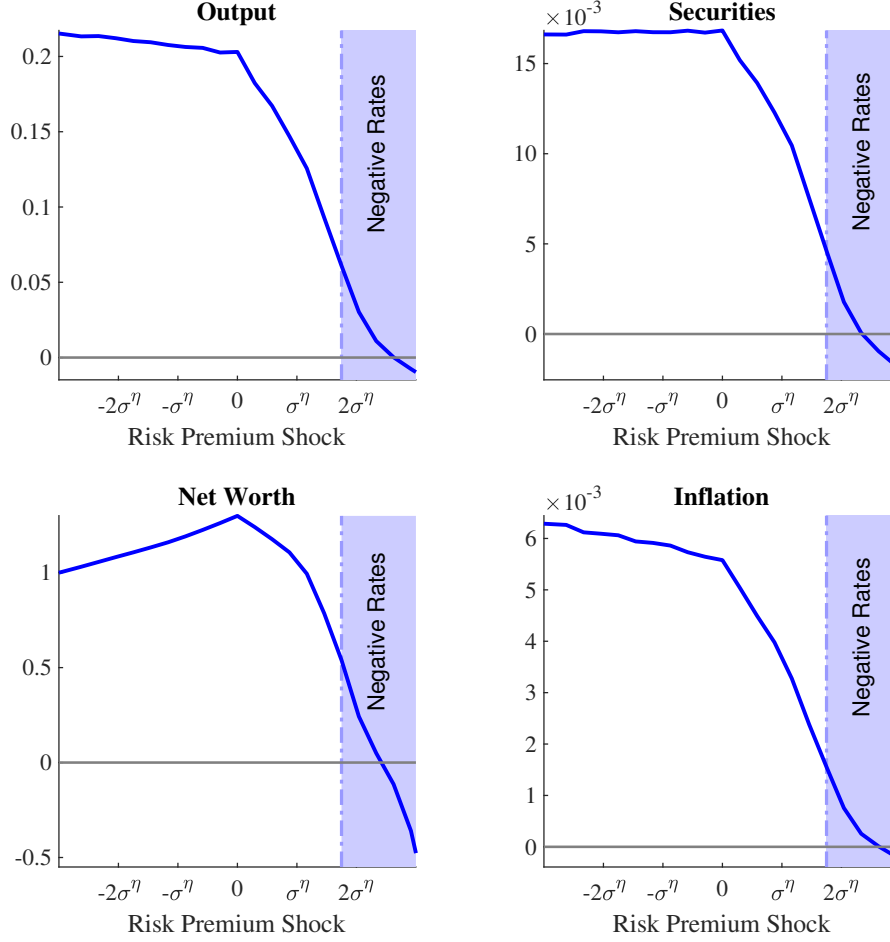 Output
0.2
0.15
0.1
0.05
0
-2σ^η -σ^η 0 σ^η 2σ^η
Risk Premium Shock
Negative Rates
Securities
×10^-3
15
10
5
0
-2σ^η -σ^η 0 σ^η 2σ^η
Risk Premium Shock
Negative Rates
Net Worth
1
0.5
0
-0.5
-2σ^η -σ^η 0 σ^η 2σ^η
Risk Premium Shock
Negative Rates
Inflation
×10^-3
6
5
4
3
2
1
0
-2σ^η -σ^η 0 σ^η 2σ^η
Risk Premium Shock
Negative Rates